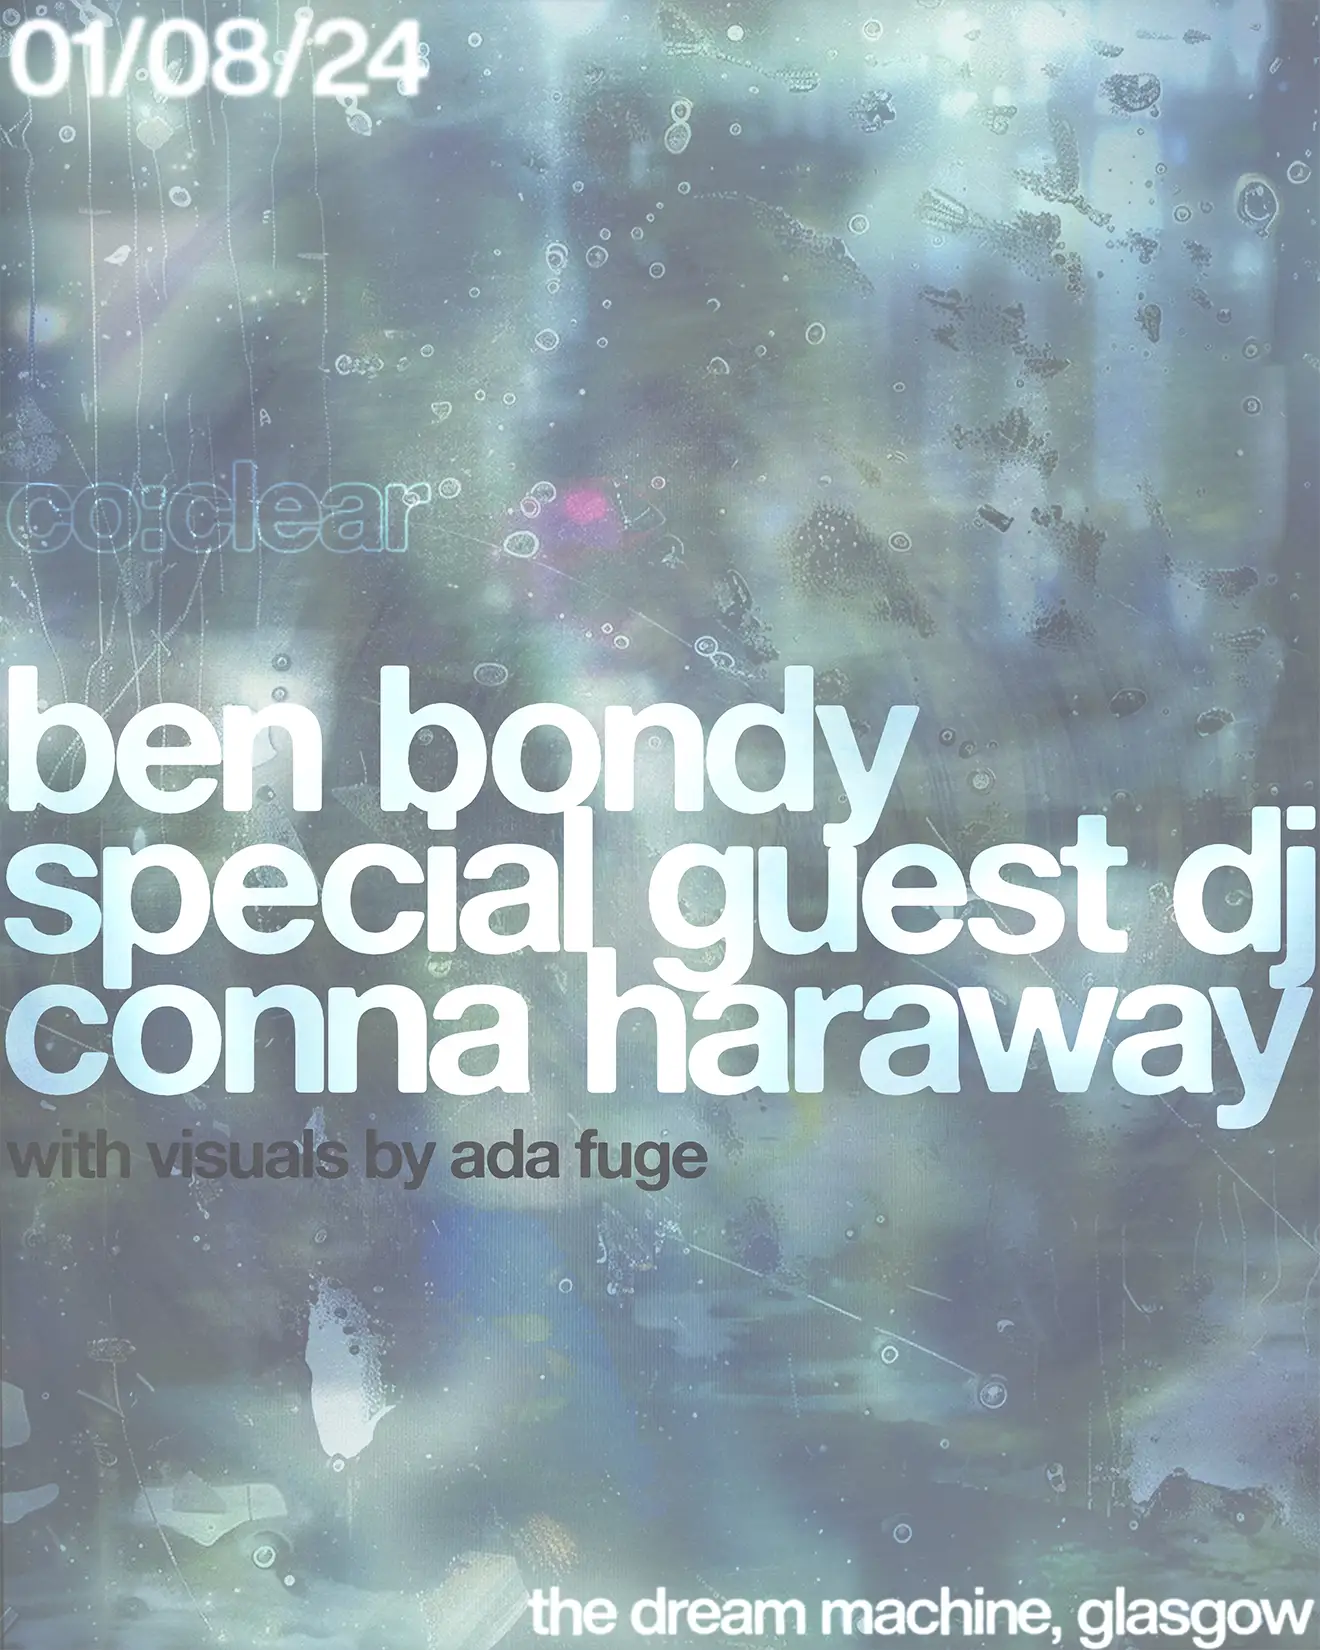 01/08/24
co:clear
ben bondy
special guest dj
conna haraway
with visuals by ada fuge
the dream machine, glasgow